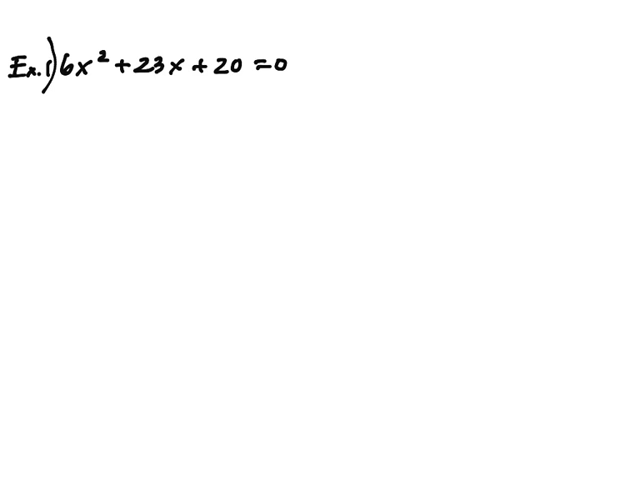 Ex.1) 6x² + 23x + 20 = 0